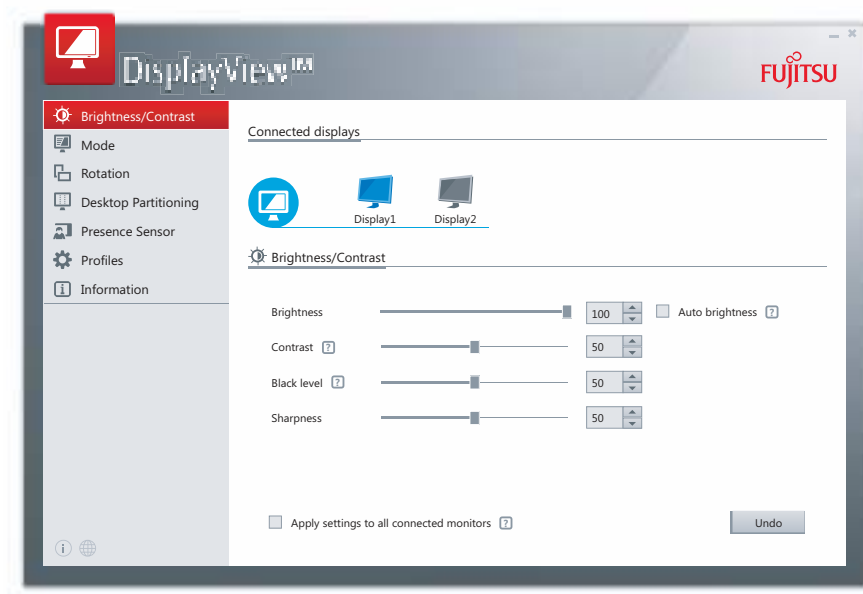 DisplayView™
FUJITSU
Brightness/Contrast
Mode
Rotation
Desktop Partitioning
Presence Sensor
Profiles
Information
Connected displays
Display1 Display2
Brightness/Contrast
Brightness 100 Auto brightness ?
Contrast ? 50
Black level ? 50
Sharpness 50
Apply settings to all connected monitors ? Undo